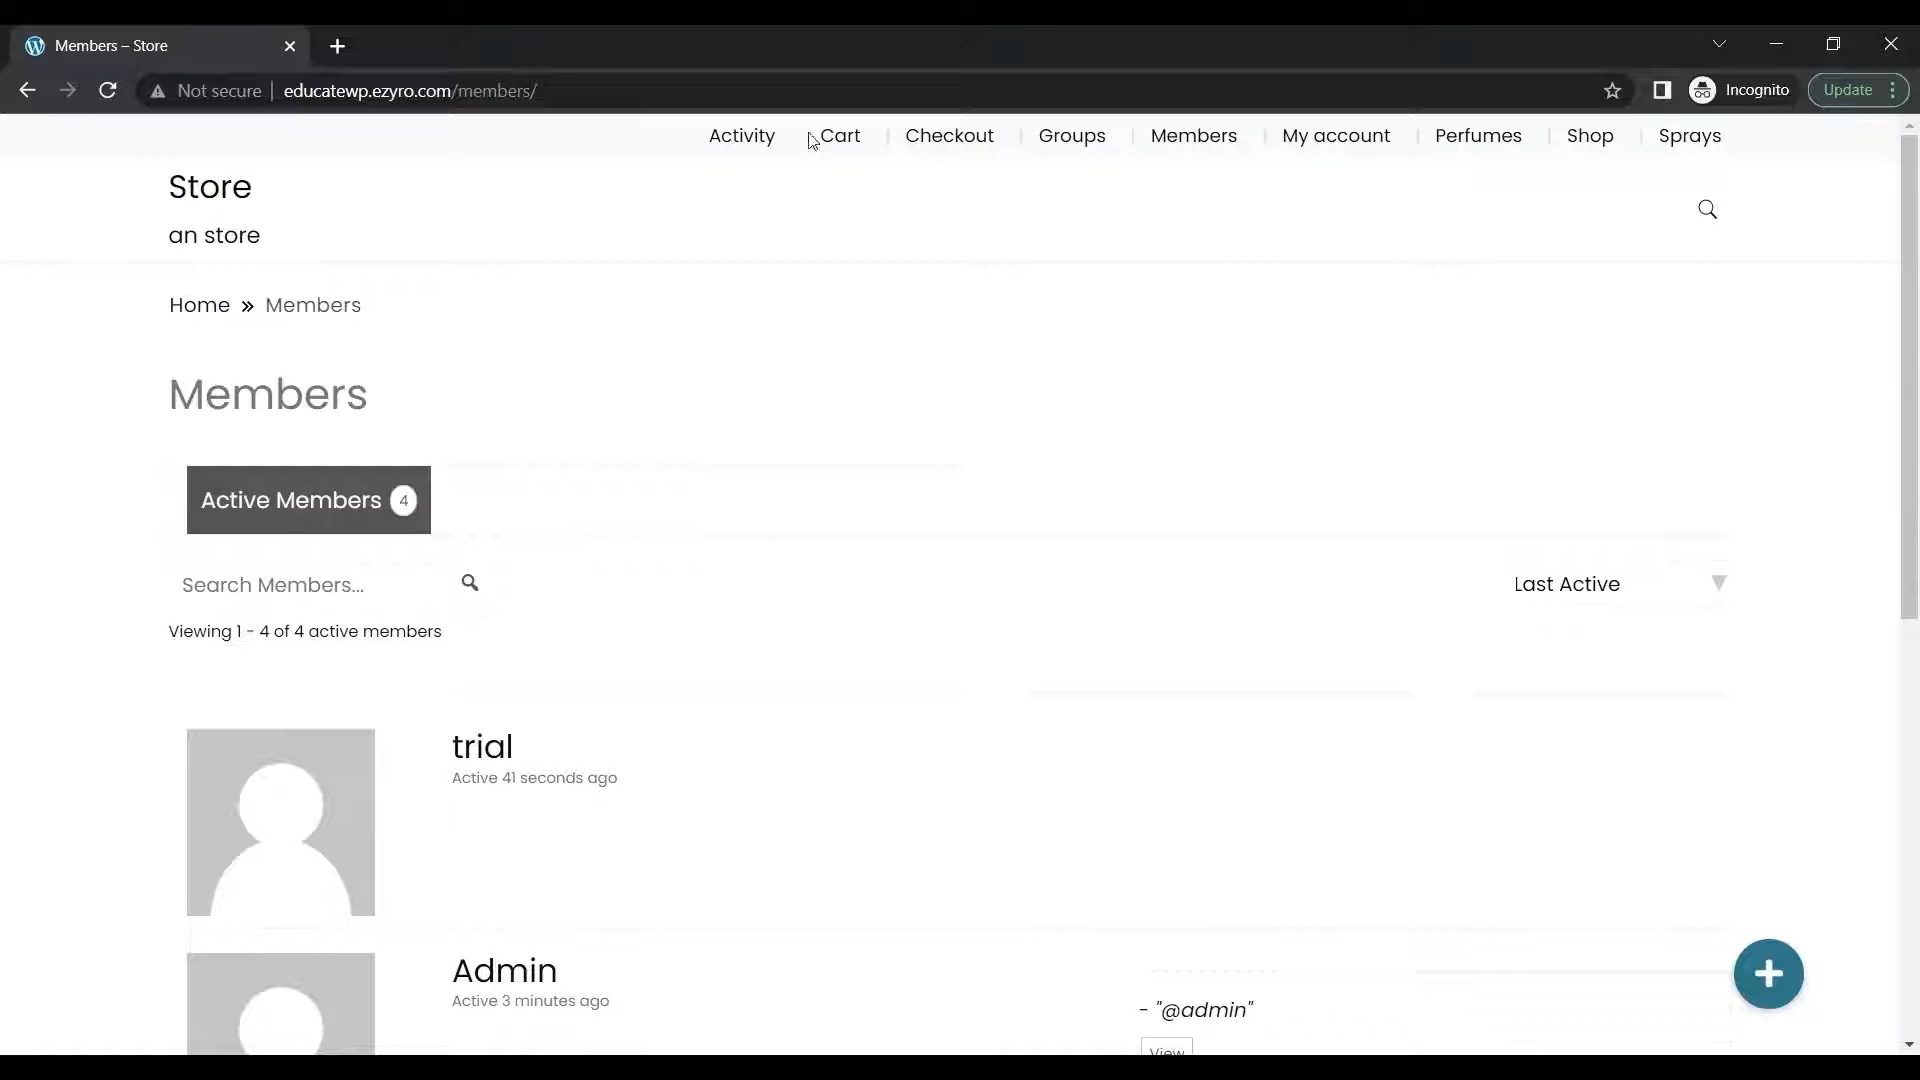 Members – Store
Not secure educatewp.ezyro.com/members/ Incognito Update
Activity Cart Checkout Groups Members My account Perfumes Shop Sprays
Store
an store
Home » Members
Members
Active Members 4
Search Members...
Last Active
Viewing 1 - 4 of 4 active members
trial
Active 41 seconds ago
Admin
Active 3 minutes ago
- "@admin"
View